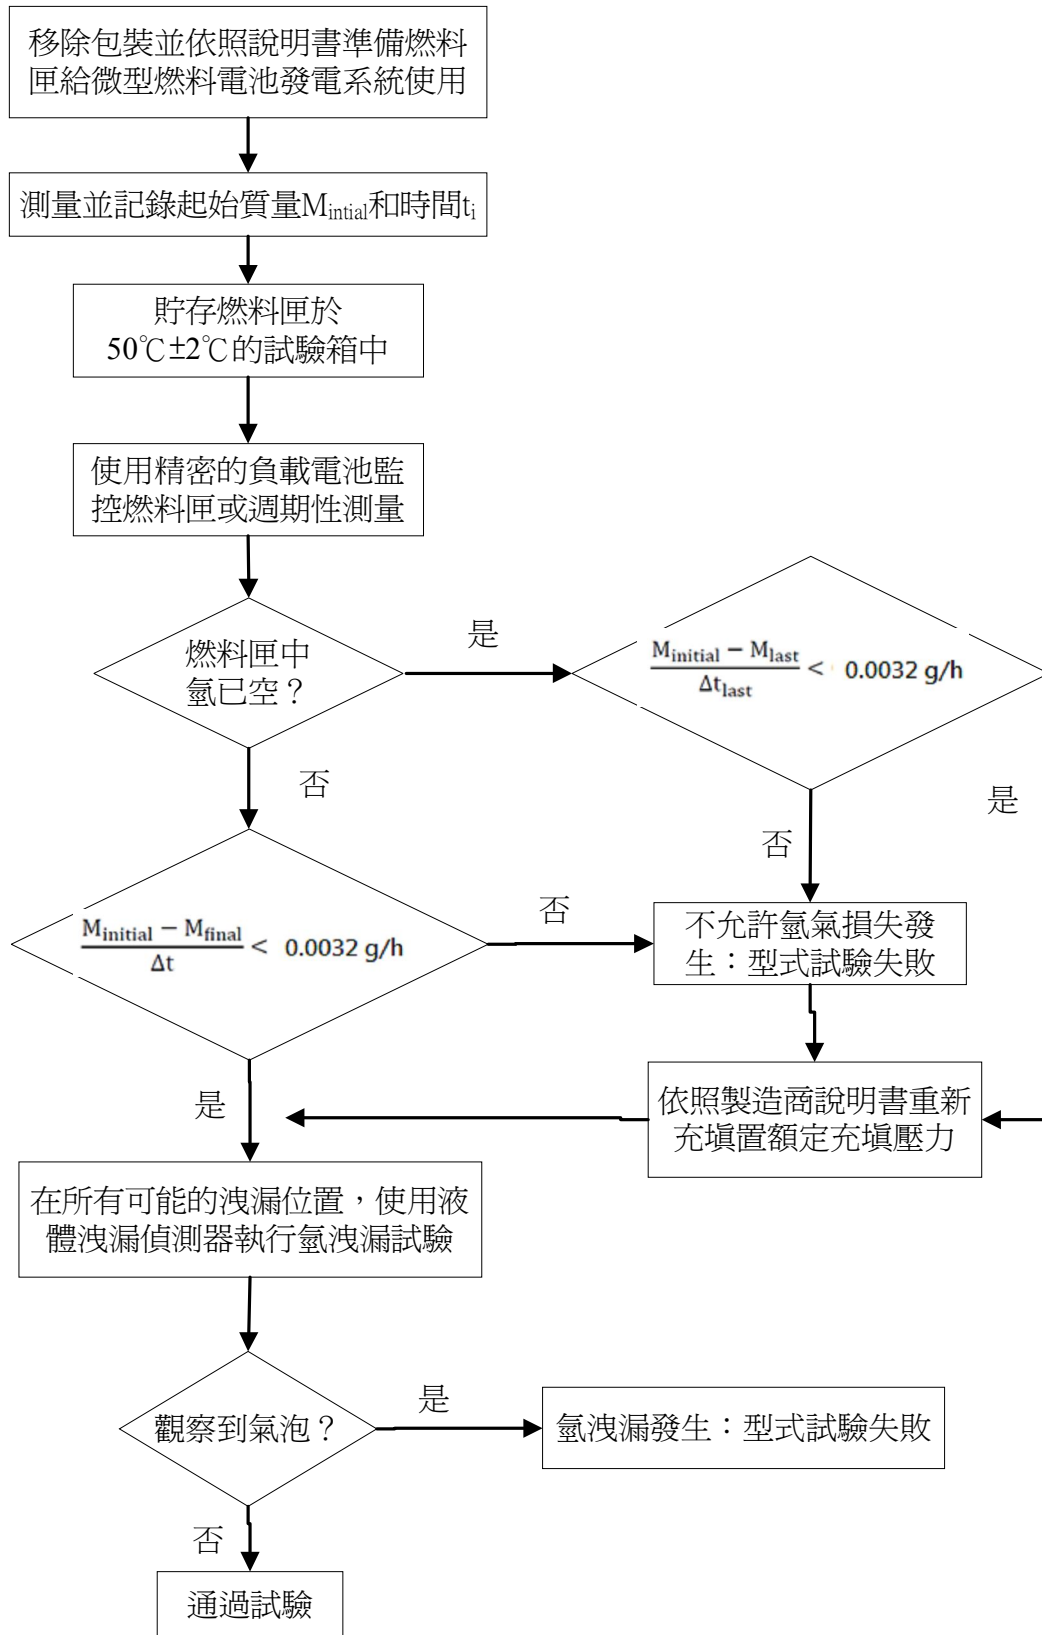 移除包裝並依照說明書準備燃料
匣給微型燃料電池發電系統使用
測量並記錄起始質量Mintial和時間ti
貯存燃料匣於
50℃±2℃的試驗箱中
使用精密的負載電池監
控燃料匣或週期性測量
燃料匣中
氫已空？
是
(Minitial − Mlast)/Δtlast < 0.0032 g/h
否
是
否
(Minitial − Mfinal)/Δt < 0.0032 g/h
否
不允許氫氣損失發
生：型式試驗失敗
是
依照製造商說明書重新
充塡置額定充塡壓力
在所有可能的洩漏位置，使用液
體洩漏偵測器執行氫洩漏試驗
觀察到氣泡？
是
氫洩漏發生：型式試驗失敗
否
通過試驗